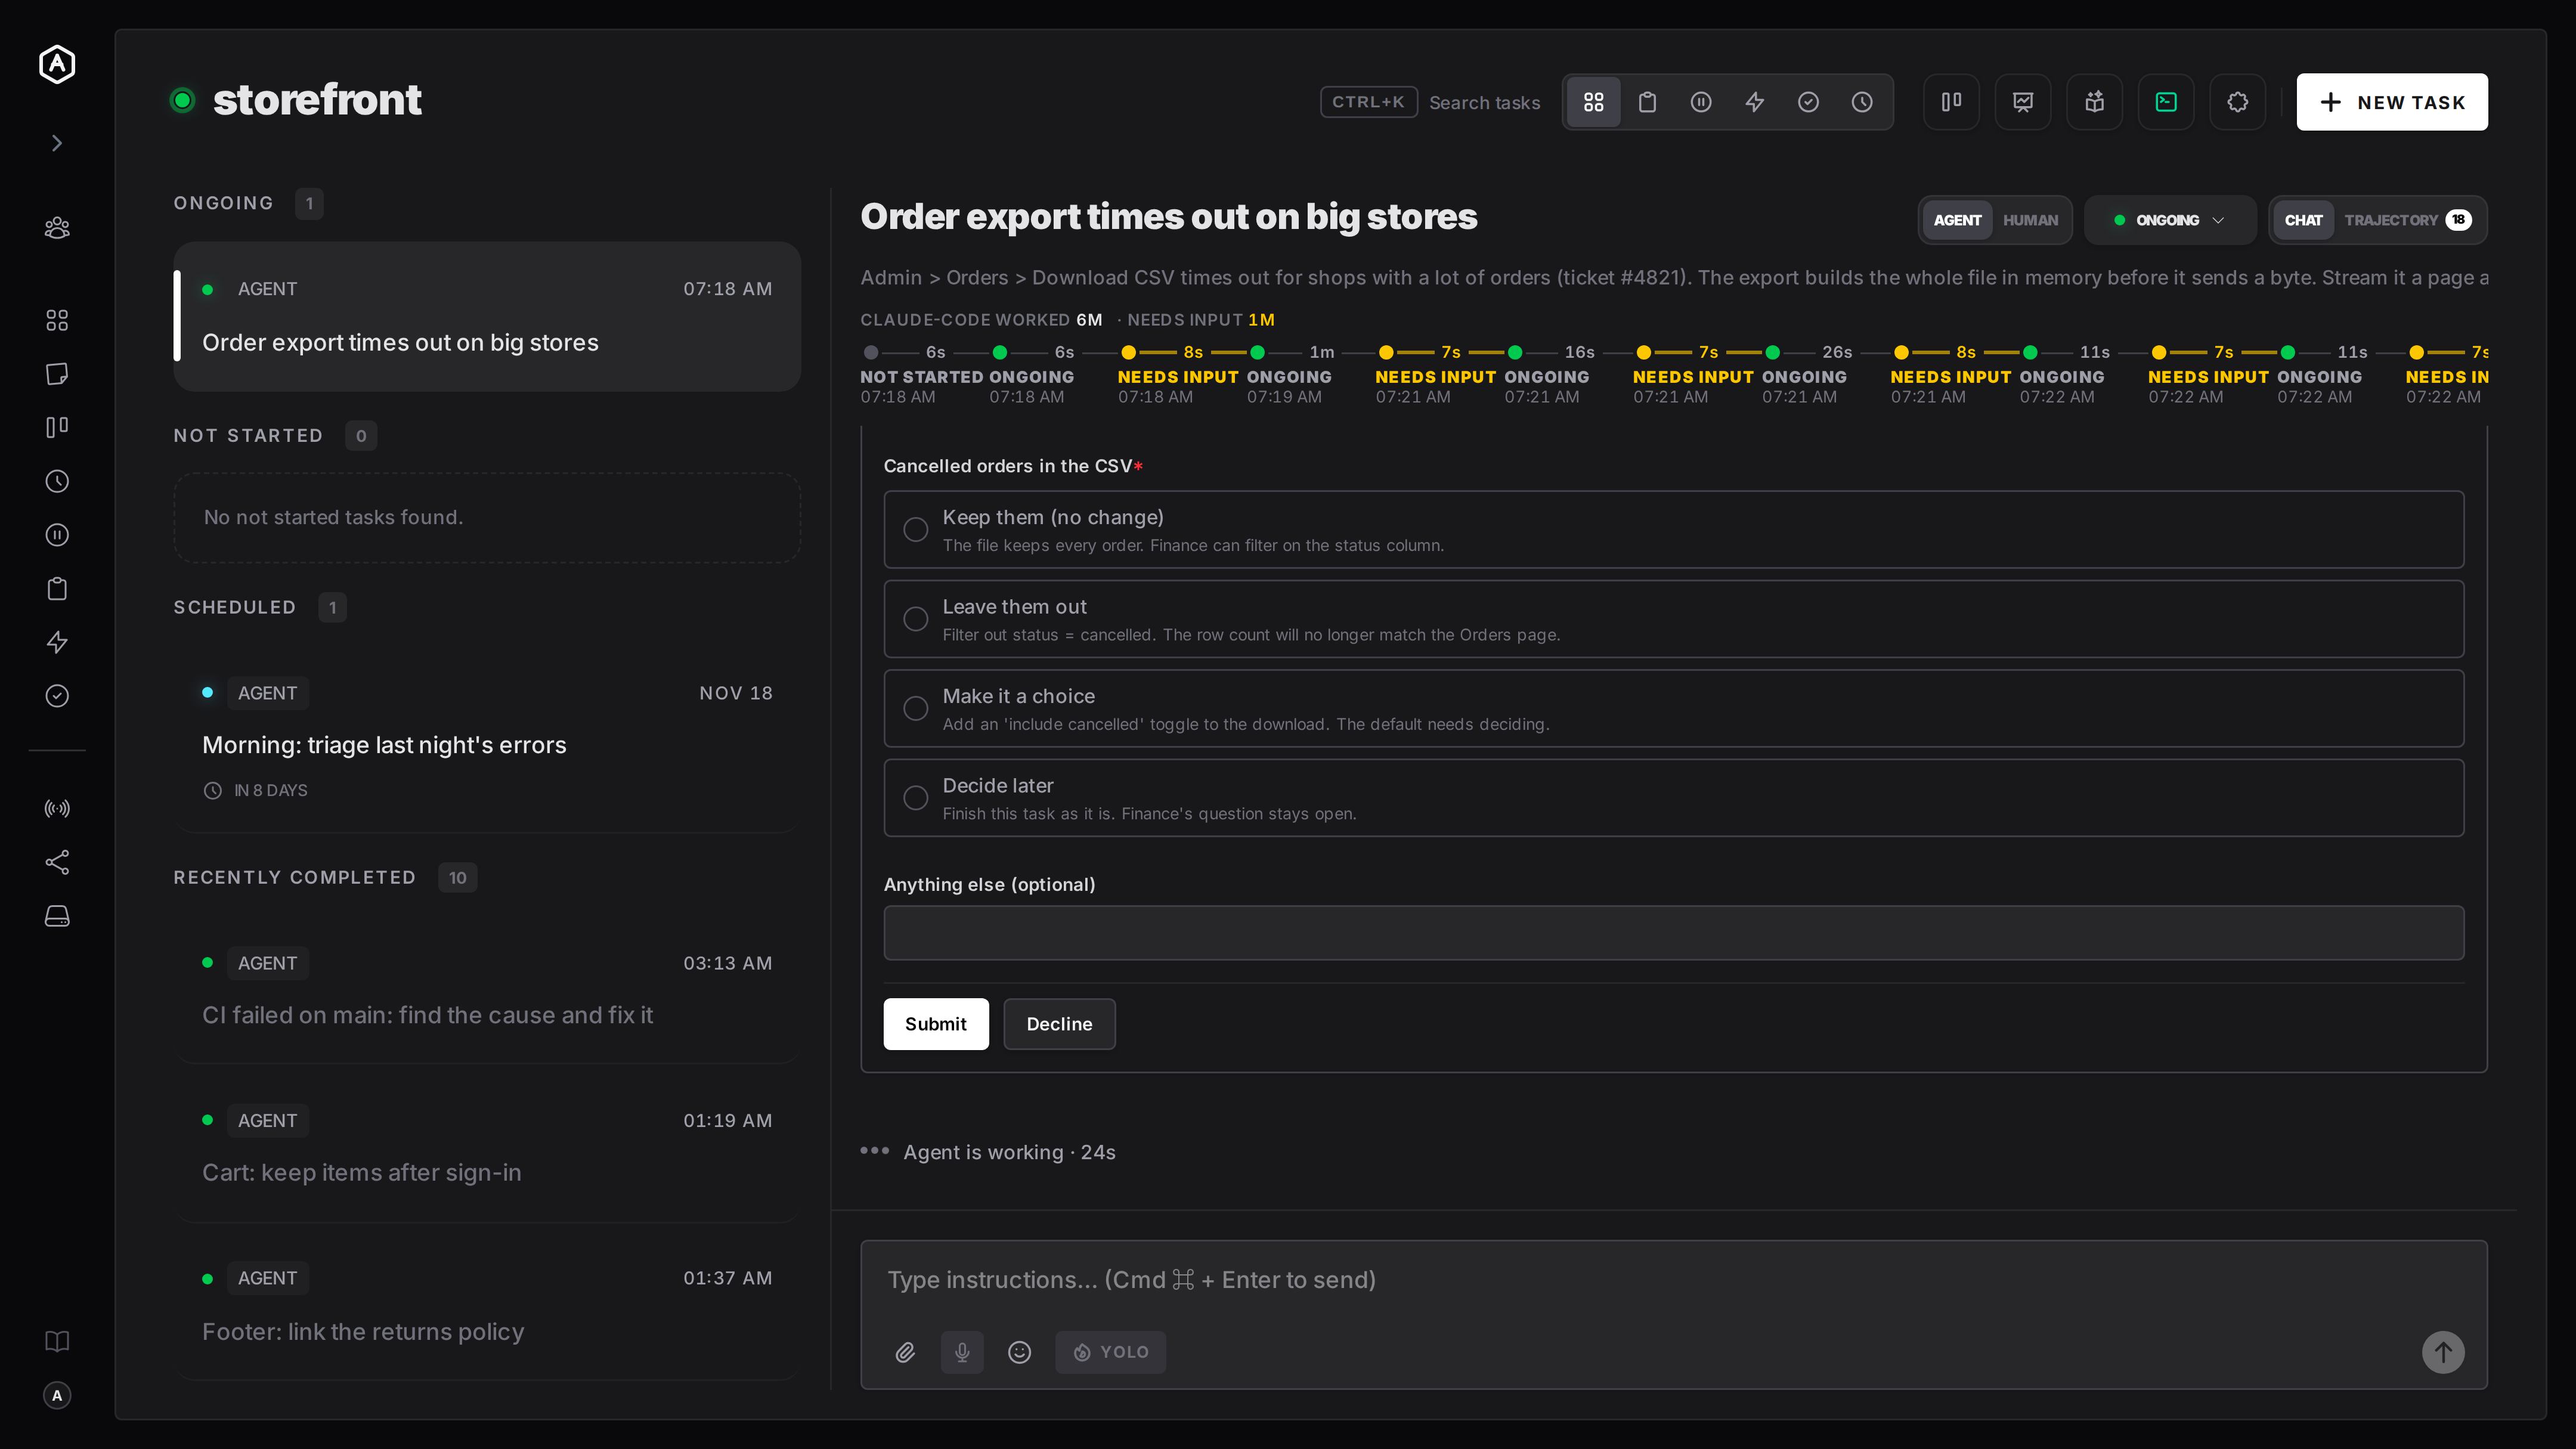 storefront
CTRL+K Search tasks
NEW TASK
ONGOING 1
AGENT 07:18 AM
Order export times out on big stores
NOT STARTED 0
No not started tasks found.
SCHEDULED 1
AGENT NOV 18
Morning: triage last night's errors
IN 8 DAYS
RECENTLY COMPLETED 10
AGENT 03:13 AM
CI failed on main: find the cause and fix it
AGENT 01:19 AM
Cart: keep items after sign-in
AGENT 01:37 AM
Footer: link the returns policy
A
Order export times out on big stores
AGENT HUMAN ONGOING CHAT TRAJECTORY 18
Admin > Orders > Download CSV times out for shops with a lot of orders (ticket #4821). The export builds the whole file in memory before it sends a byte. Stream it a page a
CLAUDE-CODE WORKED 6M · NEEDS INPUT 1M
6s 6s 8s 1m 7s 16s 7s 26s 8s 11s 7s 11s 7s
NOT STARTED ONGOING NEEDS INPUT ONGOING NEEDS INPUT ONGOING NEEDS INPUT ONGOING NEEDS INPUT ONGOING NEEDS INPUT ONGOING NEEDS IN
07:18 AM 07:18 AM 07:18 AM 07:19 AM 07:21 AM 07:21 AM 07:21 AM 07:21 AM 07:21 AM 07:22 AM 07:22 AM 07:22 AM 07:22 AM
Cancelled orders in the CSV*
Keep them (no change)
The file keeps every order. Finance can filter on the status column.
Leave them out
Filter out status = cancelled. The row count will no longer match the Orders page.
Make it a choice
Add an 'include cancelled' toggle to the download. The default needs deciding.
Decide later
Finish this task as it is. Finance's question stays open.
Anything else (optional)
Submit Decline
Agent is working · 24s
Type instructions... (Cmd ⌘ + Enter to send)
YOLO